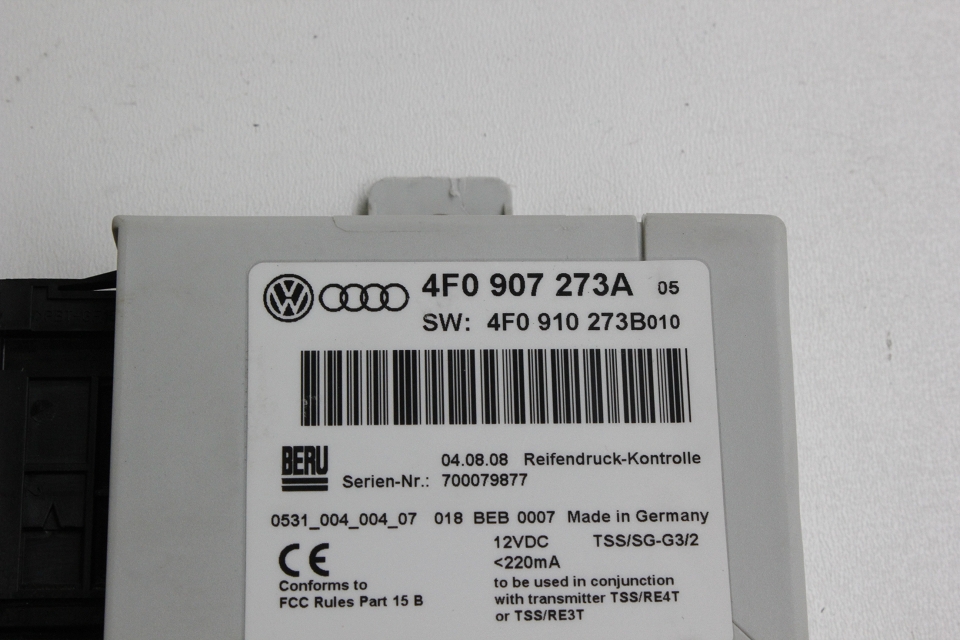 4F0 907 273A 05
SW: 4F0 910 273B010
BERU
04.08.08 Reifendruck-Kontrolle
Serien-Nr.: 700079877
0531_004_004_07 018 BEB 0007 Made in Germany
CE
12VDC TSS/SG-G3/2
<220mA
Conforms to
FCC Rules Part 15 B
to be used in conjunction
with transmitter TSS/RE4T
or TSS/RE3T